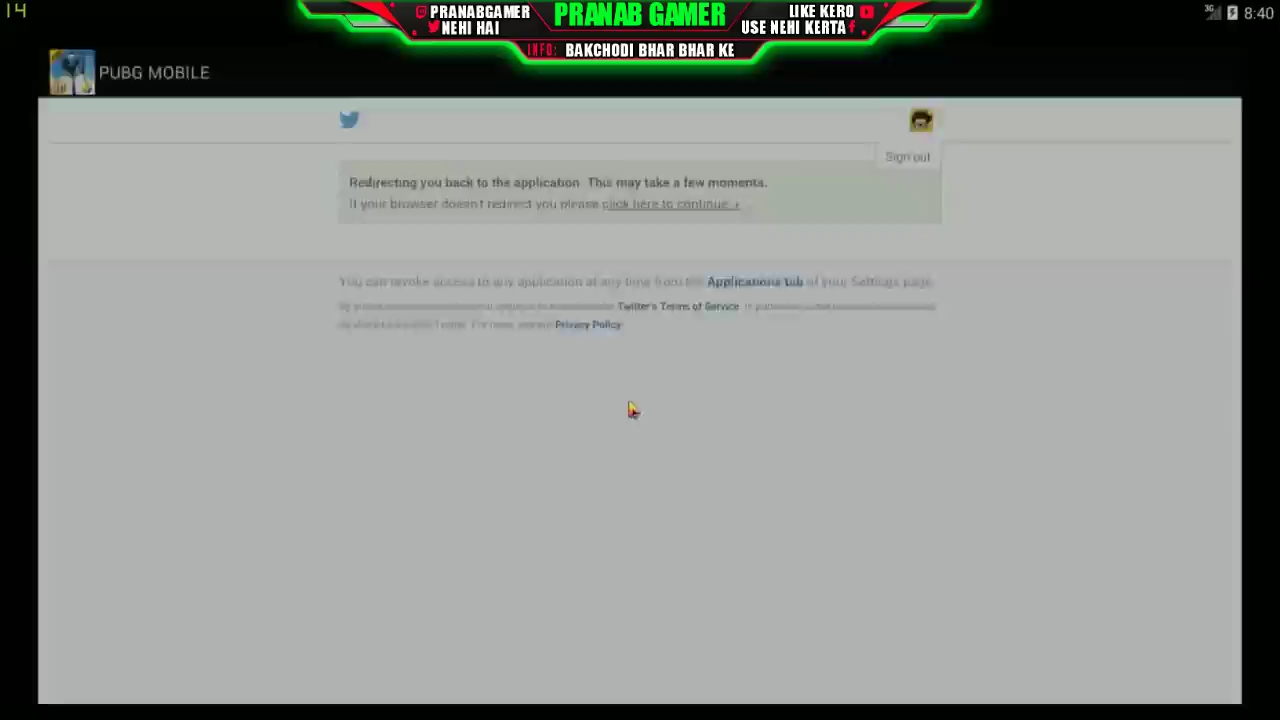 14
PRANABGAMER
NEHI HAI
PRANAB GAMER
LIKE KERO
USE NEHI KERTA
INFO: BAKCHODI BHAR BHAR KE
3G
8:40
PUBG MOBILE
Sign out
Redirecting you back to the application. This may take a few moments.
If your browser doesn't redirect you please click here to continue ›
You can revoke access to any application at any time from the Applications tab of your Settings page.
Twitter's Terms of Service
Privacy Policy